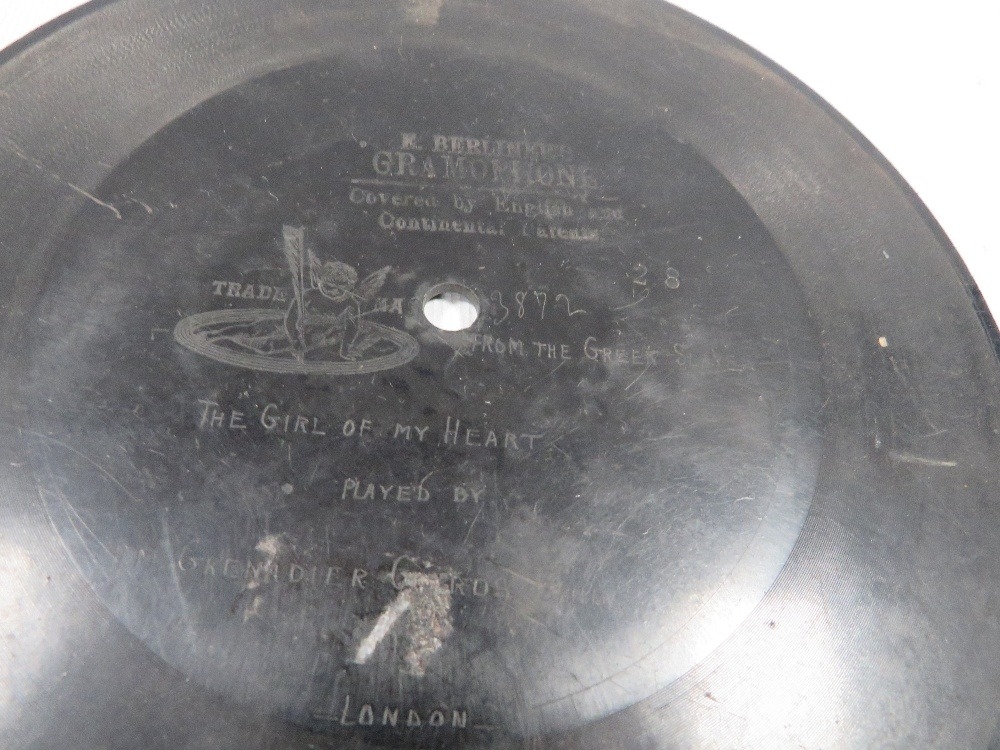 E. BERLINER'S
GRAMOPHONE
Covered by English and
Continental Patents
28
TRADE MA 3872
FROM THE GREEK S
THE GIRL OF MY HEART
PLAYED BY
GRENADIER GUARDS
LONDON